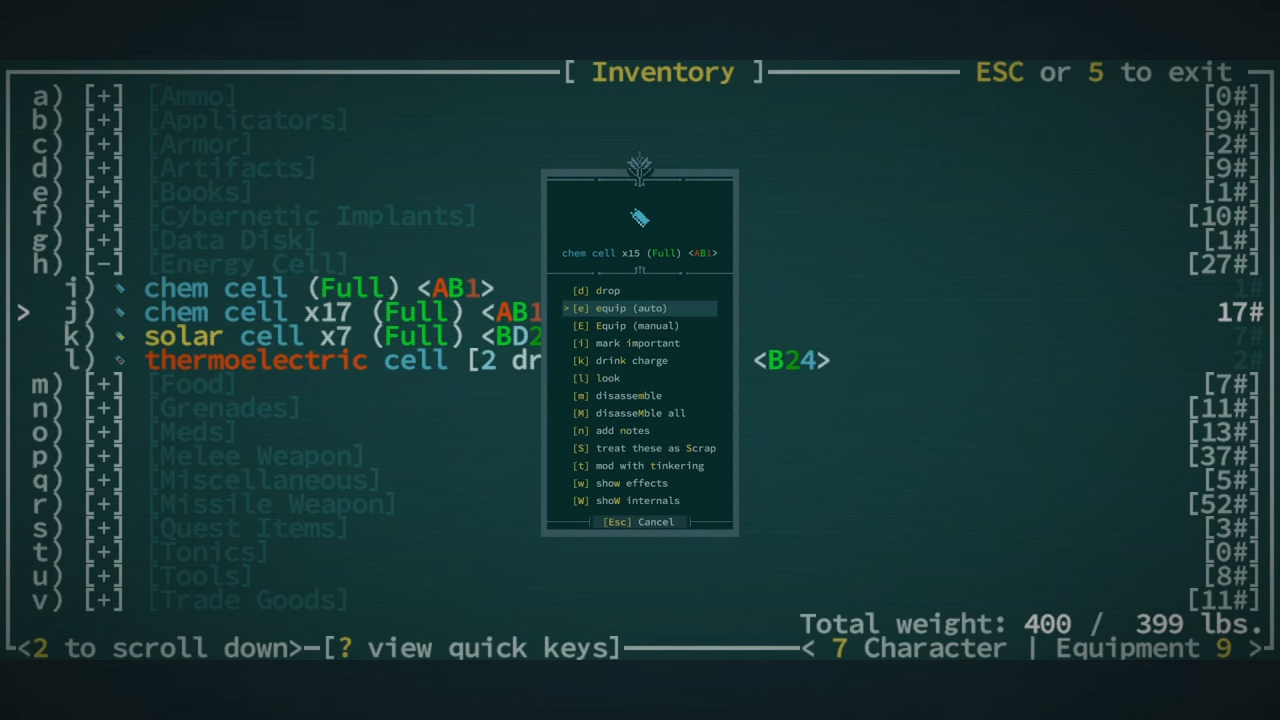 [ Inventory ] ESC or 5 to exit
a) [+] [Ammo] [0#]
b) [+] [Applicators] [9#]
c) [+] [Armor] [2#]
d) [+] [Artifacts] [9#]
e) [+] [Books] [1#]
f) [+] [Cybernetic Implants] [10#]
g) [+] [Data Disk] [1#]
h) [-] [Energy Cell] [27#]
i) chem cell (Full) <AB1> 1#
> j) chem cell x17 (Full) <AB1 17#
k) solar cell x7 (Full) <BD2 7#
l) thermoelectric cell [2 dr <B24> 2#
m) [+] [Food] [7#]
n) [+] [Grenades] [11#]
o) [+] [Meds] [13#]
p) [+] [Melee Weapon] [37#]
q) [+] [Miscellaneous] [5#]
r) [+] [Missile Weapon] [52#]
s) [+] [Quest Items] [3#]
t) [+] [Tonics] [0#]
u) [+] [Tools] [8#]
v) [+] [Trade Goods] [11#]
Total weight: 400 / 399 lbs.
<2 to scroll down> [? view quick keys] < 7 Character | Equipment 9 >
chem cell x15 (Full) <AB1>
[d] drop
> [e] equip (auto)
[E] Equip (manual)
[i] mark important
[k] drink charge
[l] look
[m] disassemble
[M] disasseMble all
[n] add notes
[S] treat these as Scrap
[t] mod with tinkering
[w] show effects
[W] shoW internals
[Esc] Cancel